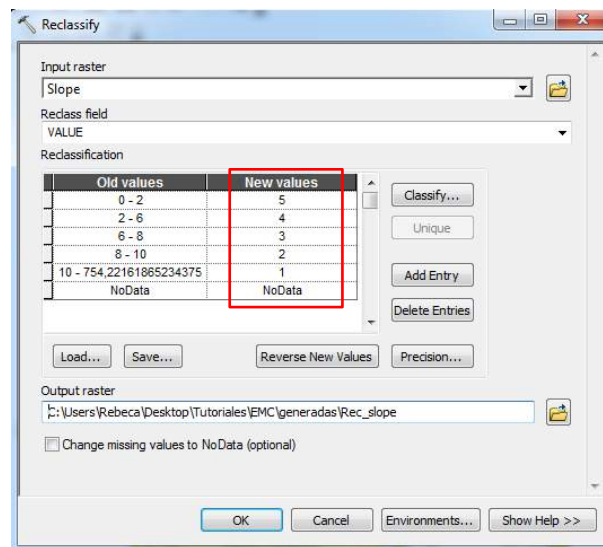 Reclassify
Input raster
Slope
Reclass field
VALUE
Reclassification
Old values New values
0 - 2 5
2 - 6 4
6 - 8 3
8 - 10 2
10 - 754,22161865234375 1
NoData NoData
Classify...
Unique
Add Entry
Delete Entries
Load... Save... Reverse New Values Precision...
Output raster
C:\Users\Rebeca\Desktop\Tutoriales\EMC\generadas\Rec_slope
Change missing values to NoData (optional)
OK Cancel Environments... Show Help >>